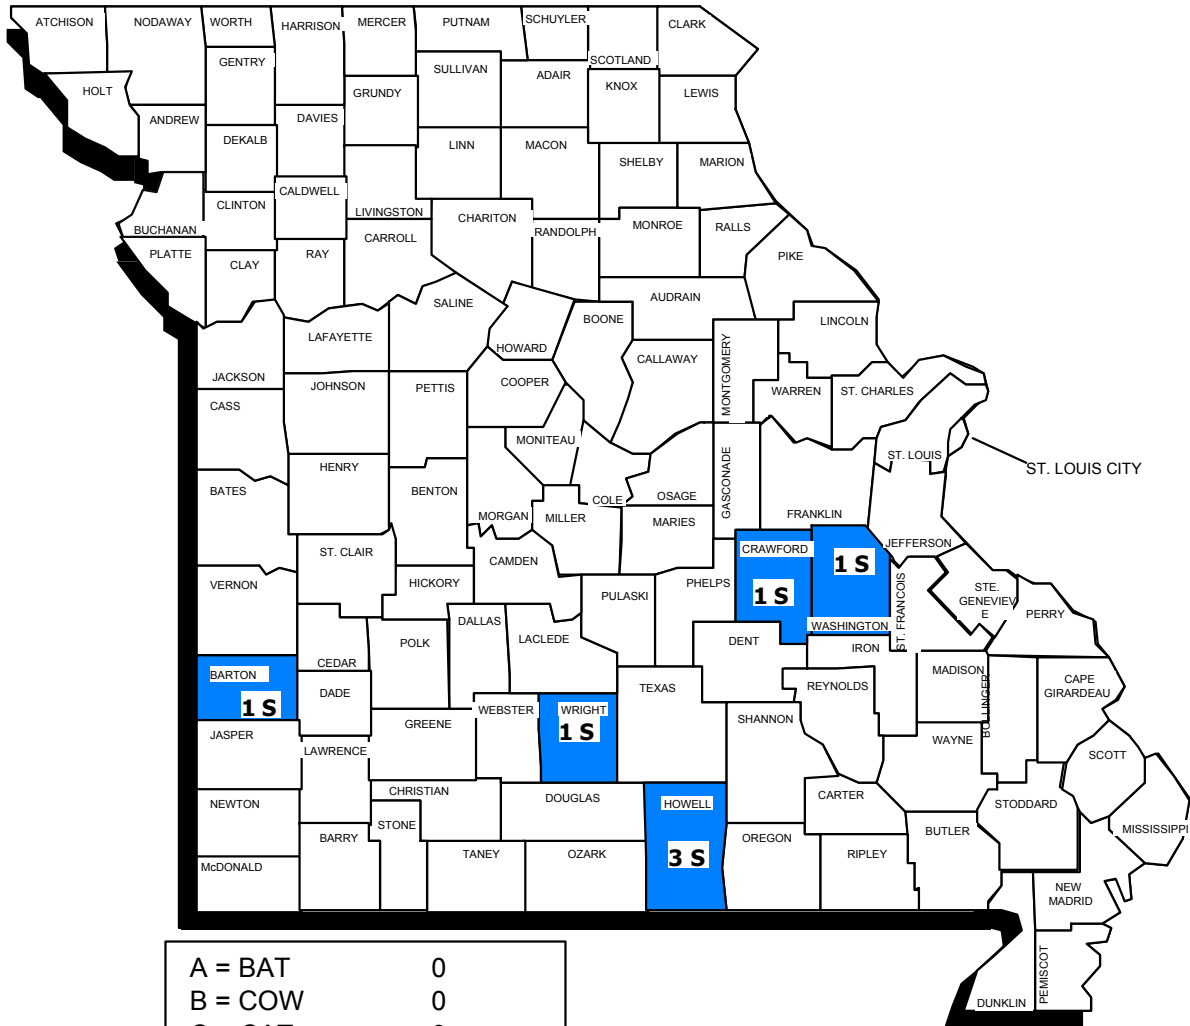 ATCHISON
NODAWAY
WORTH
HARRISON
MERCER
PUTNAM
SCHUYLER
SCOTLAND
CLARK
HOLT
GENTRY
GRUNDY
SULLIVAN
ADAIR
KNOX
LEWIS
ANDREW
DEKALB
DAVIES
LINN
MACON
SHELBY
MARION
BUCHANAN
CLINTON
CALDWELL
LIVINGSTON
CHARITON
RANDOLPH
MONROE
RALLS
PIKE
PLATTE
CLAY
RAY
CARROLL
SALINE
HOWARD
BOONE
AUDRAIN
LINCOLN
JACKSON
LAFAYETTE
COOPER
CALLAWAY
MONTGOMERY
WARREN
ST. CHARLES
CASS
JOHNSON
PETTIS
MONITEAU
COLE
OSAGE
GASCONADE
FRANKLIN
ST. LOUIS
ST. LOUIS CITY
BATES
HENRY
BENTON
MORGAN
MILLER
MARIES
CRAWFORD
1 S
1 S
WASHINGTON
JEFFERSON
VERNON
ST. CLAIR
HICKORY
CAMDEN
PULASKI
PHELPS
DENT
IRON
ST. FRANCOIS
STE.
GENEVIEV
E
PERRY
BARTON
1 S
CEDAR
POLK
DALLAS
LACLEDE
TEXAS
REYNOLDS
MADISON
BOLLINGER
CAPE
GIRARDEAU
DADE
GREENE
WEBSTER
WRIGHT
1 S
SHANNON
WAYNE
SCOTT
JASPER
LAWRENCE
CHRISTIAN
DOUGLAS
HOWELL
3 S
CARTER
STODDARD
MISSISSIPPI
NEWTON
BARRY
STONE
TANEY
OZARK
OREGON
RIPLEY
BUTLER
McDONALD
NEW
MADRID
DUNKLIN
PEMISCOT
A = BAT 0
B = COW 0